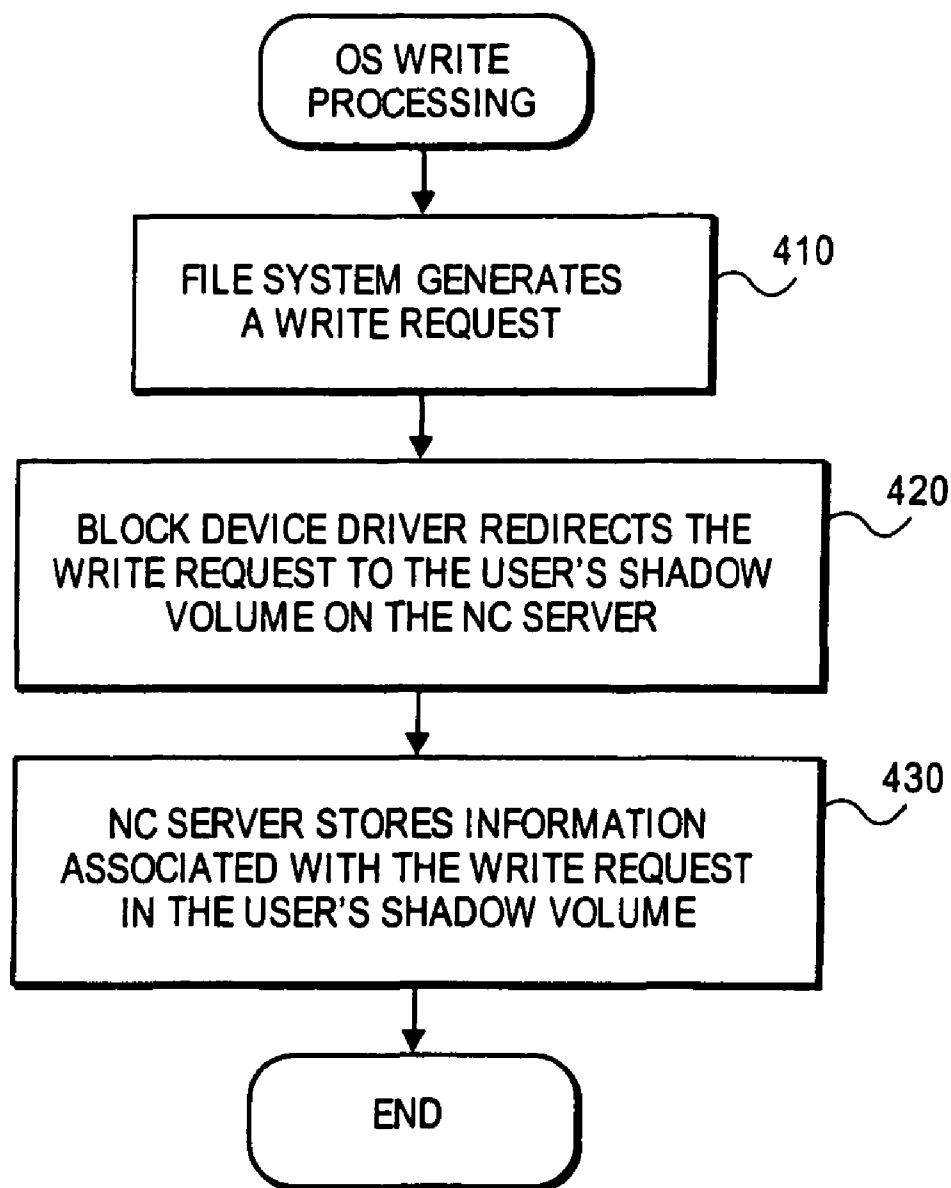 OS WRITE
PROCESSING
410
FILE SYSTEM GENERATES
A WRITE REQUEST
420
BLOCK DEVICE DRIVER REDIRECTS THE
WRITE REQUEST TO THE USER'S SHADOW
VOLUME ON THE NC SERVER
430
NC SERVER STORES INFORMATION
ASSOCIATED WITH THE WRITE REQUEST
IN THE USER'S SHADOW VOLUME
END